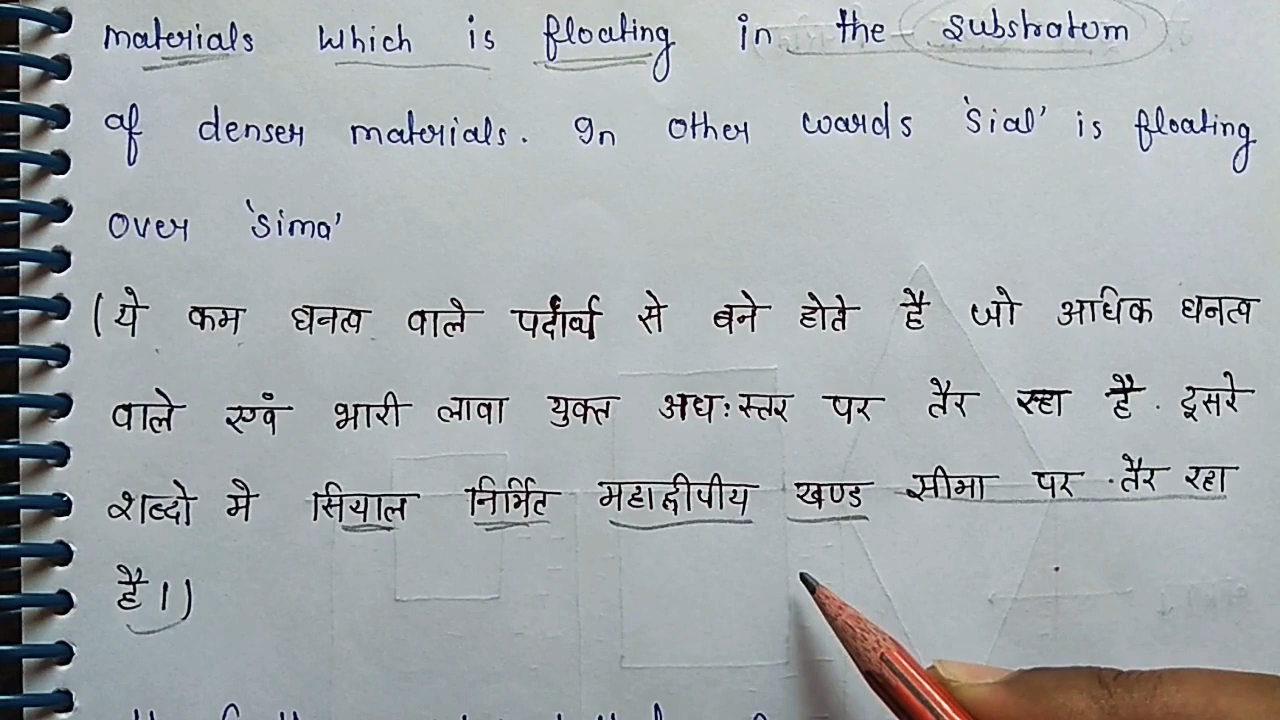 materials which is floating in the substratum
of denser materials. In other words 'Sial' is floating
over 'Sima'
(ये कम घनत्व वाले पदार्थ से बने होते है जो अधिक घनत्व
वाले एवं भारी लावा युक्त अधः स्तर पर तैर रहा है. दूसरे
शब्दो मे सियाल निर्मित महाद्वीपीय खण्ड सीमा पर तैर रहा
है।)